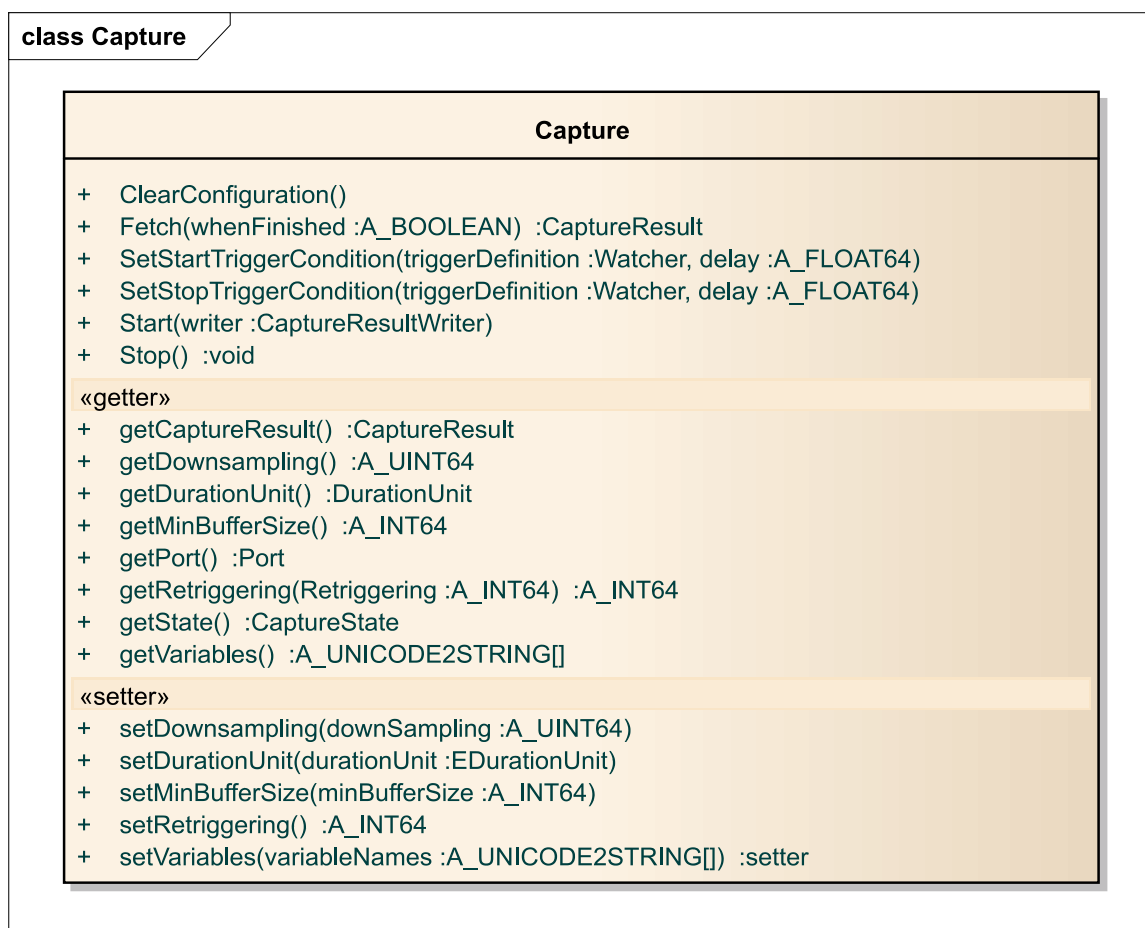 class Capture
Capture
+ ClearConfiguration()
+ Fetch(whenFinished :A_BOOLEAN) :CaptureResult
+ SetStartTriggerCondition(triggerDefinition :Watcher, delay :A_FLOAT64)
+ SetStopTriggerCondition(triggerDefinition :Watcher, delay :A_FLOAT64)
+ Start(writer :CaptureResultWriter)
+ Stop() :void
«getter»
+ getCaptureResult() :CaptureResult
+ getDownsampling() :A_UINT64
+ getDurationUnit() :DurationUnit
+ getMinBufferSize() :A_INT64
+ getPort() :Port
+ getRetriggering(Retriggering :A_INT64) :A_INT64
+ getState() :CaptureState
+ getVariables() :A_UNICODE2STRING[]
«setter»
+ setDownsampling(downSampling :A_UINT64)
+ setDurationUnit(durationUnit :EDurationUnit)
+ setMinBufferSize(minBufferSize :A_INT64)
+ setRetriggering() :A_INT64
+ setVariables(variableNames :A_UNICODE2STRING[]) :setter